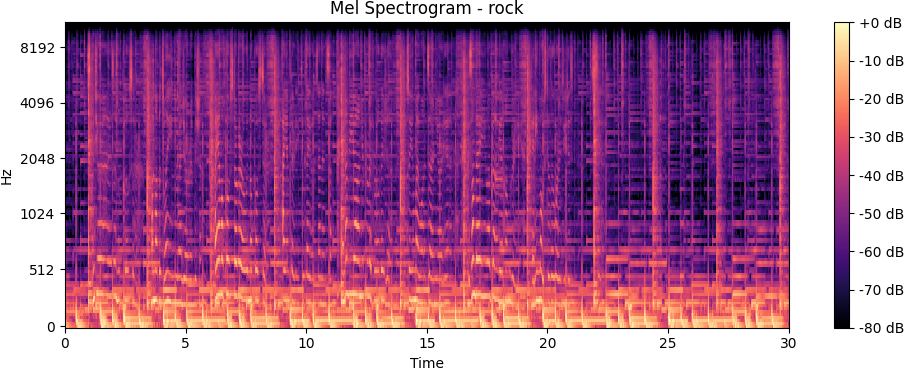 Mel Spectrogram - rock
+0 dB
8192
-10 dB
4096
-20 dB
-30 dB
2048
Hz
-40 dB
1024
-50 dB
512
-60 dB
-70 dB
0
-80 dB
0 5 10 15 20 25 30
Time